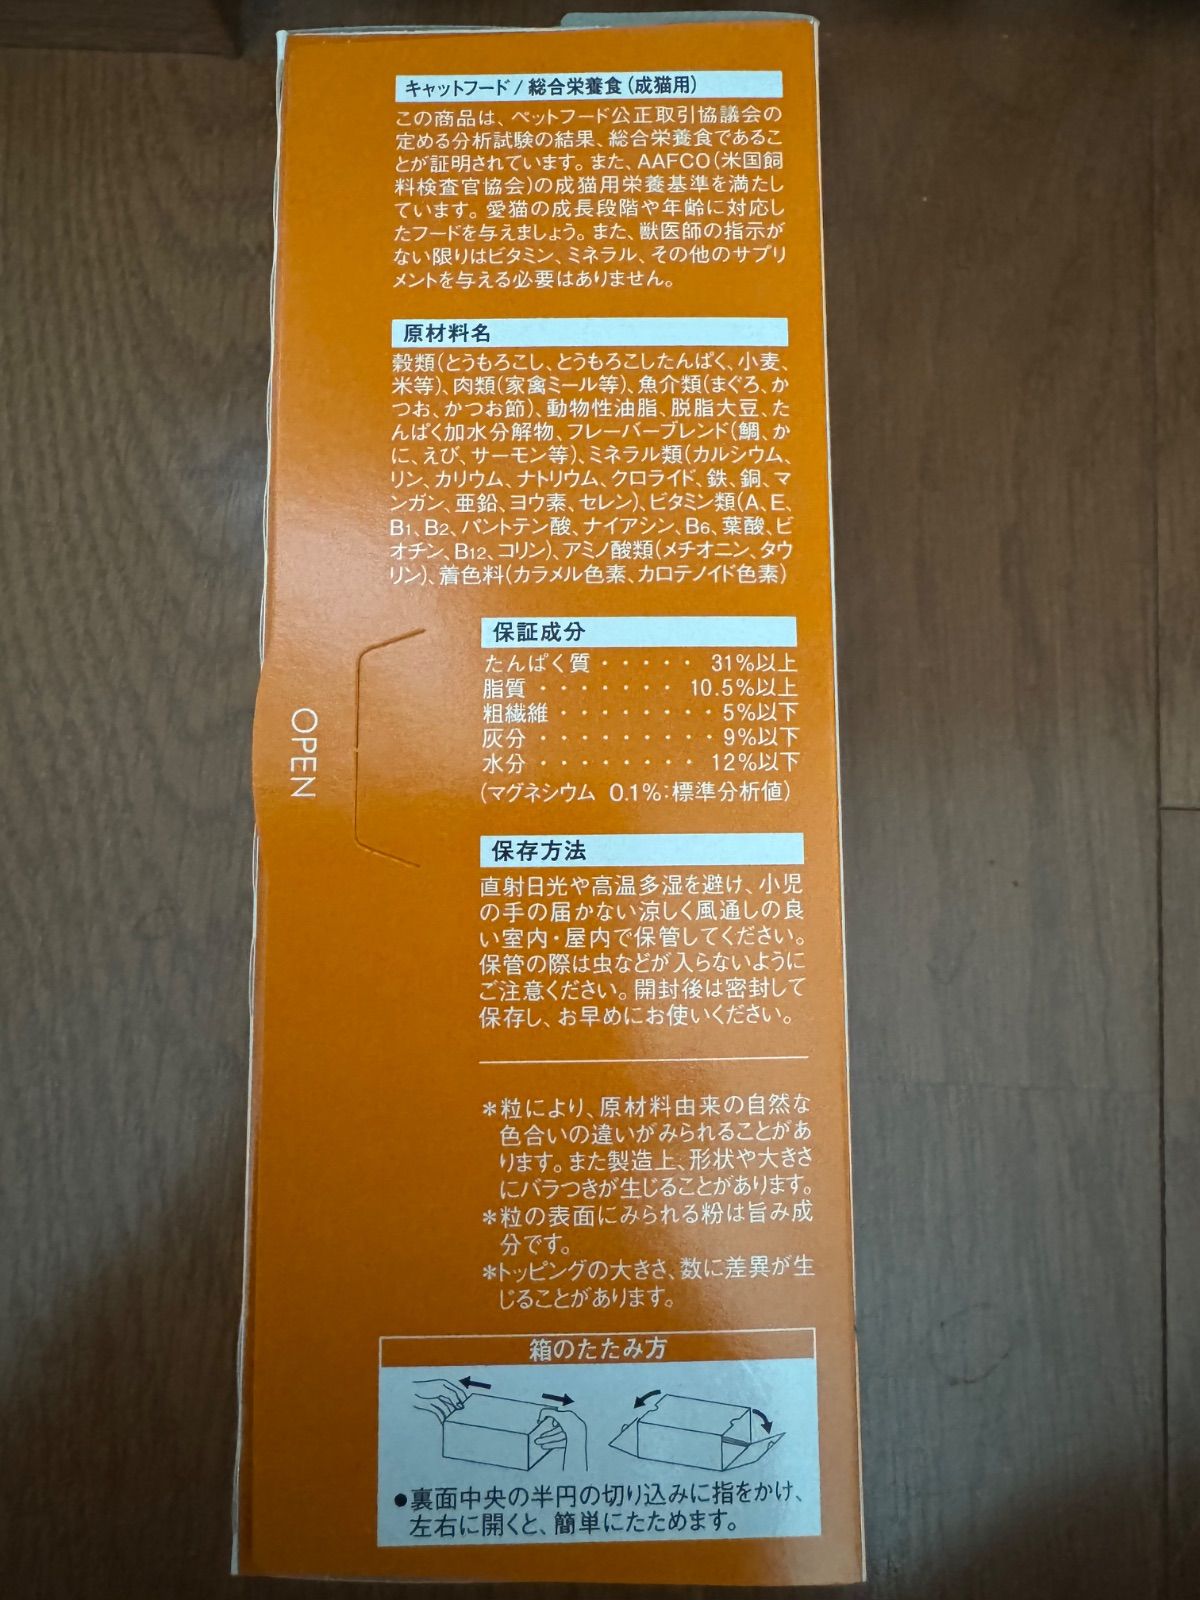 キャットフード/総合栄養食(成猫用)
この商品は、ペットフード公正取引協議会の
定める分析試験の結果、総合栄養食であるこ
とが証明されています。また、AAFCO(米国飼
料検査官協会)の成猫用栄養基準を満たし
ています。愛猫の成長段階や年齢に対応し
たフードを与えましょう。また、獣医師の指示が
ない限りはビタミン、ミネラル、その他のサプリ
メントを与える必要はありません。
原材料名
穀類(とうもろこし、とうもろこしたんぱく、小麦、
米等)、肉類(家禽ミール等)、魚介類(まぐろ、か
つお、かつお節)、動物性油脂、脱脂大豆、た
んぱく加水分解物、フレーバーブレンド(鯛、か
に、えび、サーモン等)、ミネラル類(カルシウム、
リン、カリウム、ナトリウム、クロライド、鉄、銅、マ
ンガン、亜鉛、ヨウ素、セレン)、ビタミン類(A、E、
B1、B2、パントテン酸、ナイアシン、B6、葉酸、ビ
オチン、B12、コリン)、アミノ酸類(メチオニン、タウ
リン)、着色料(カラメル色素、カロテノイド色素)
保証成分
たんぱく質・・・・・31%以上
脂質・・・・・・・10.5%以上
粗繊維・・・・・・・・5%以下
灰分・・・・・・・・・9%以下
水分・・・・・・・・12%以下
(マグネシウム 0.1%:標準分析値)
OPEN
保存方法
直射日光や高温多湿を避け、小児
の手の届かない涼しく風通しの良
い室内・屋内で保管してください。
保管の際は虫などが入らないように
ご注意ください。開封後は密封して
保存し、お早めにお使いください。
＊粒により、原材料由来の自然な
色合いの違いがみられることがあ
ります。また製造上、形状や大きさ
にバラつきが生じることがあります。
＊粒の表面にみられる粉は旨み成
分です。
＊トッピングの大きさ、数に差異が生
じることがあります。
箱のたたみ方
●裏面中央の半円の切り込みに指をかけ、
左右に開くと、簡単にたためます。